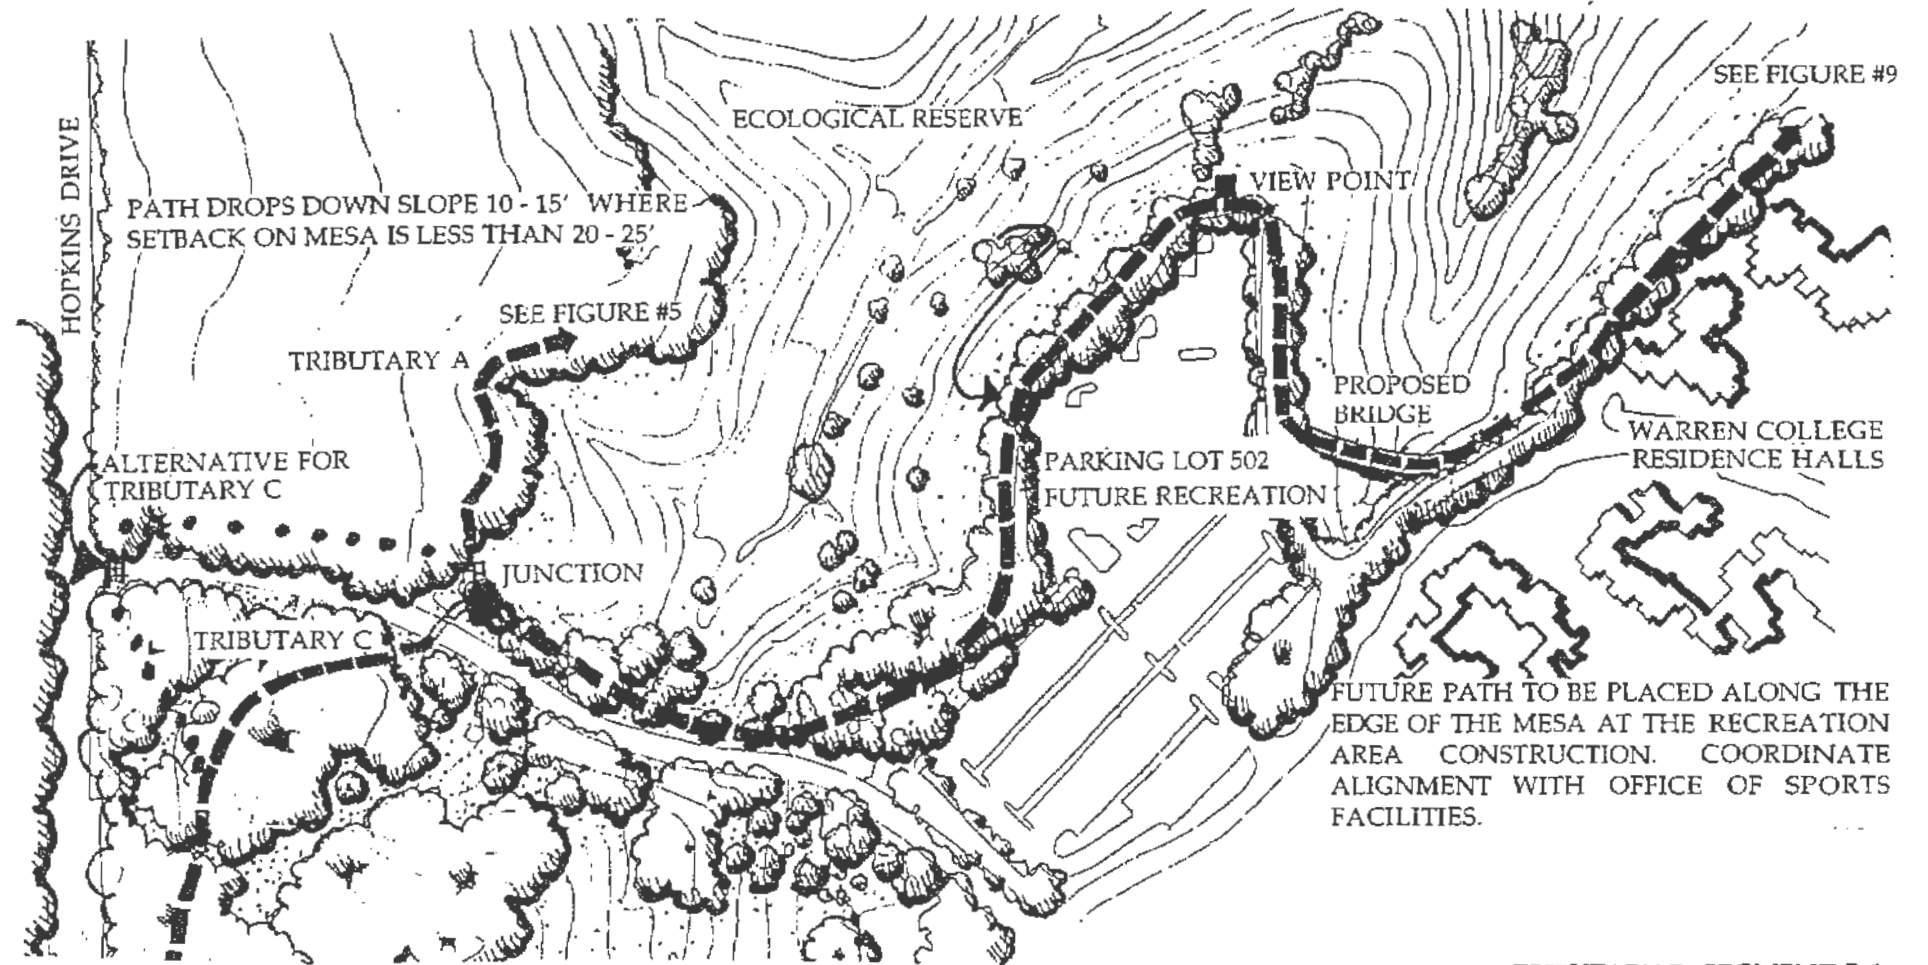 SEE FIGURE #9
ECOLOGICAL RESERVE
HOPKINS DRIVE
VIEW POINT
PATH DROPS DOWN SLOPE 10 - 15' WHERE
SETBACK ON MESA IS LESS THAN 20 - 25'
SEE FIGURE #5
TRIBUTARY A
PROPOSED
BRIDGE
WARREN COLLEGE
RESIDENCE HALLS
ALTERNATIVE FOR
TRIBUTARY C
PARKING LOT 502
FUTURE RECREATION
JUNCTION
TRIBUTARY C
FUTURE PATH TO BE PLACED ALONG THE
EDGE OF THE MESA AT THE RECREATION
AREA CONSTRUCTION. COORDINATE
ALIGNMENT WITH OFFICE OF SPORTS
FACILITIES.